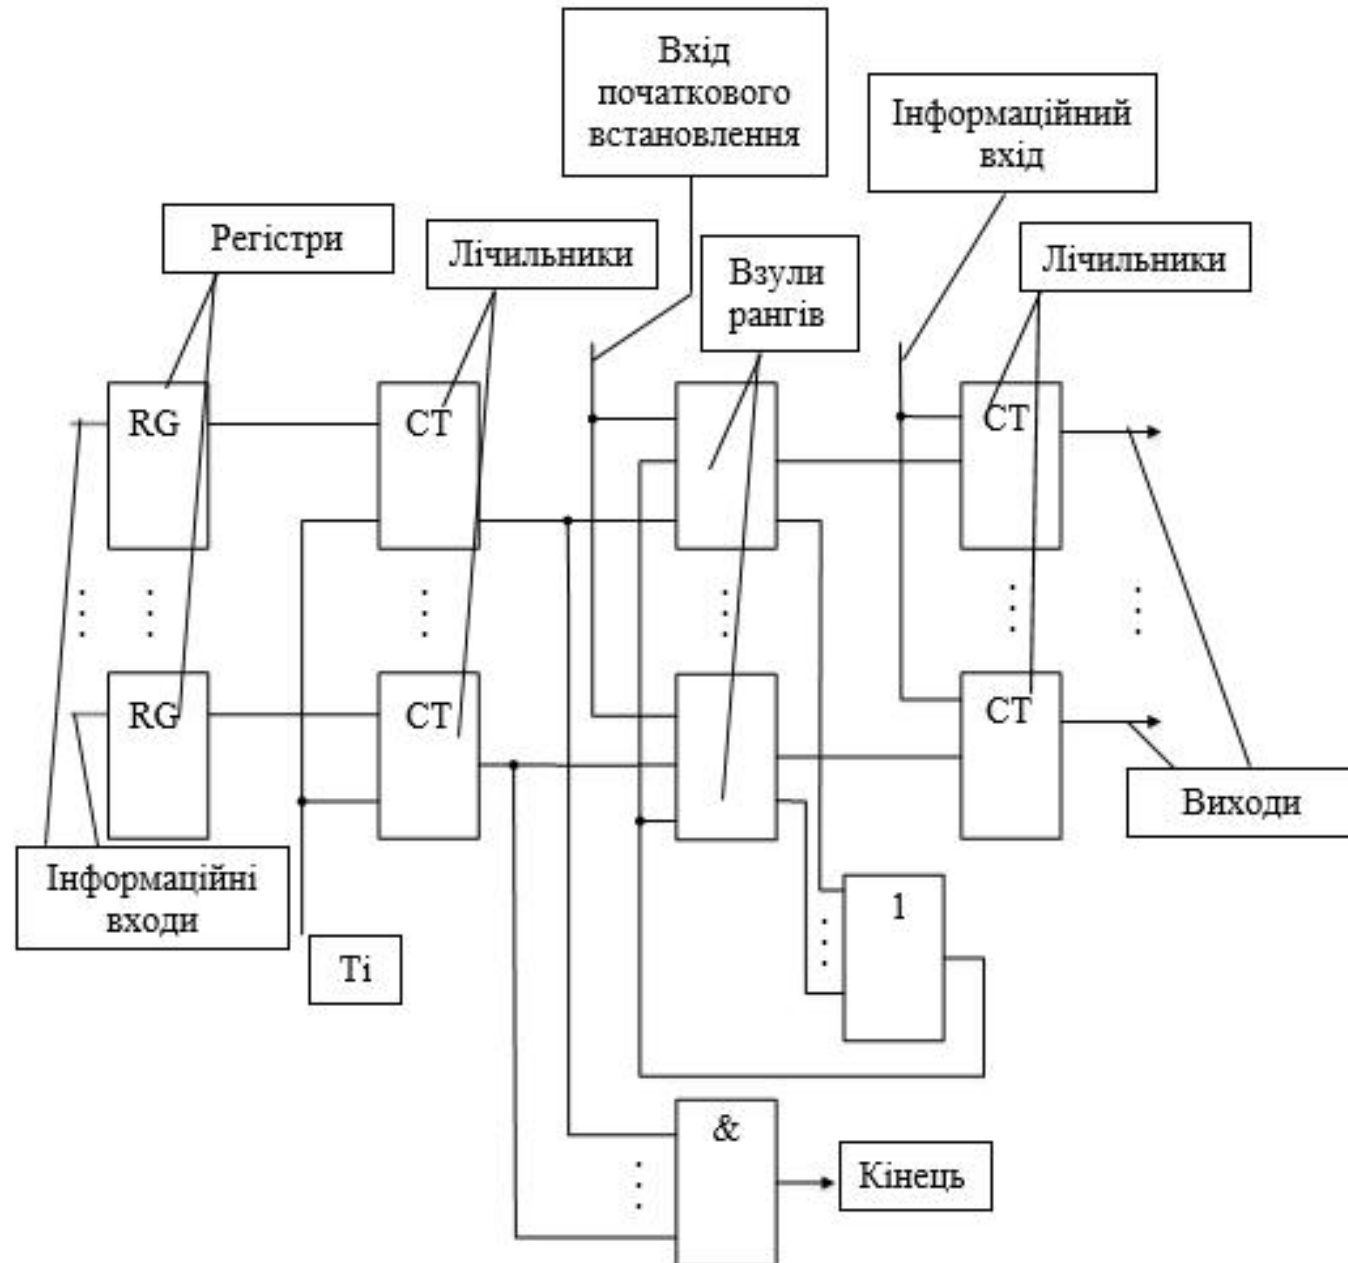 Вхід
початкового
встановлення
Інформаційний
вхід
Регістри
Лічильники
Взули
рангів
Лічильники
RG
CT
CT
RG
CT
CT
Інформаційні
входи
Ті
1
Виходи
&
Кінець